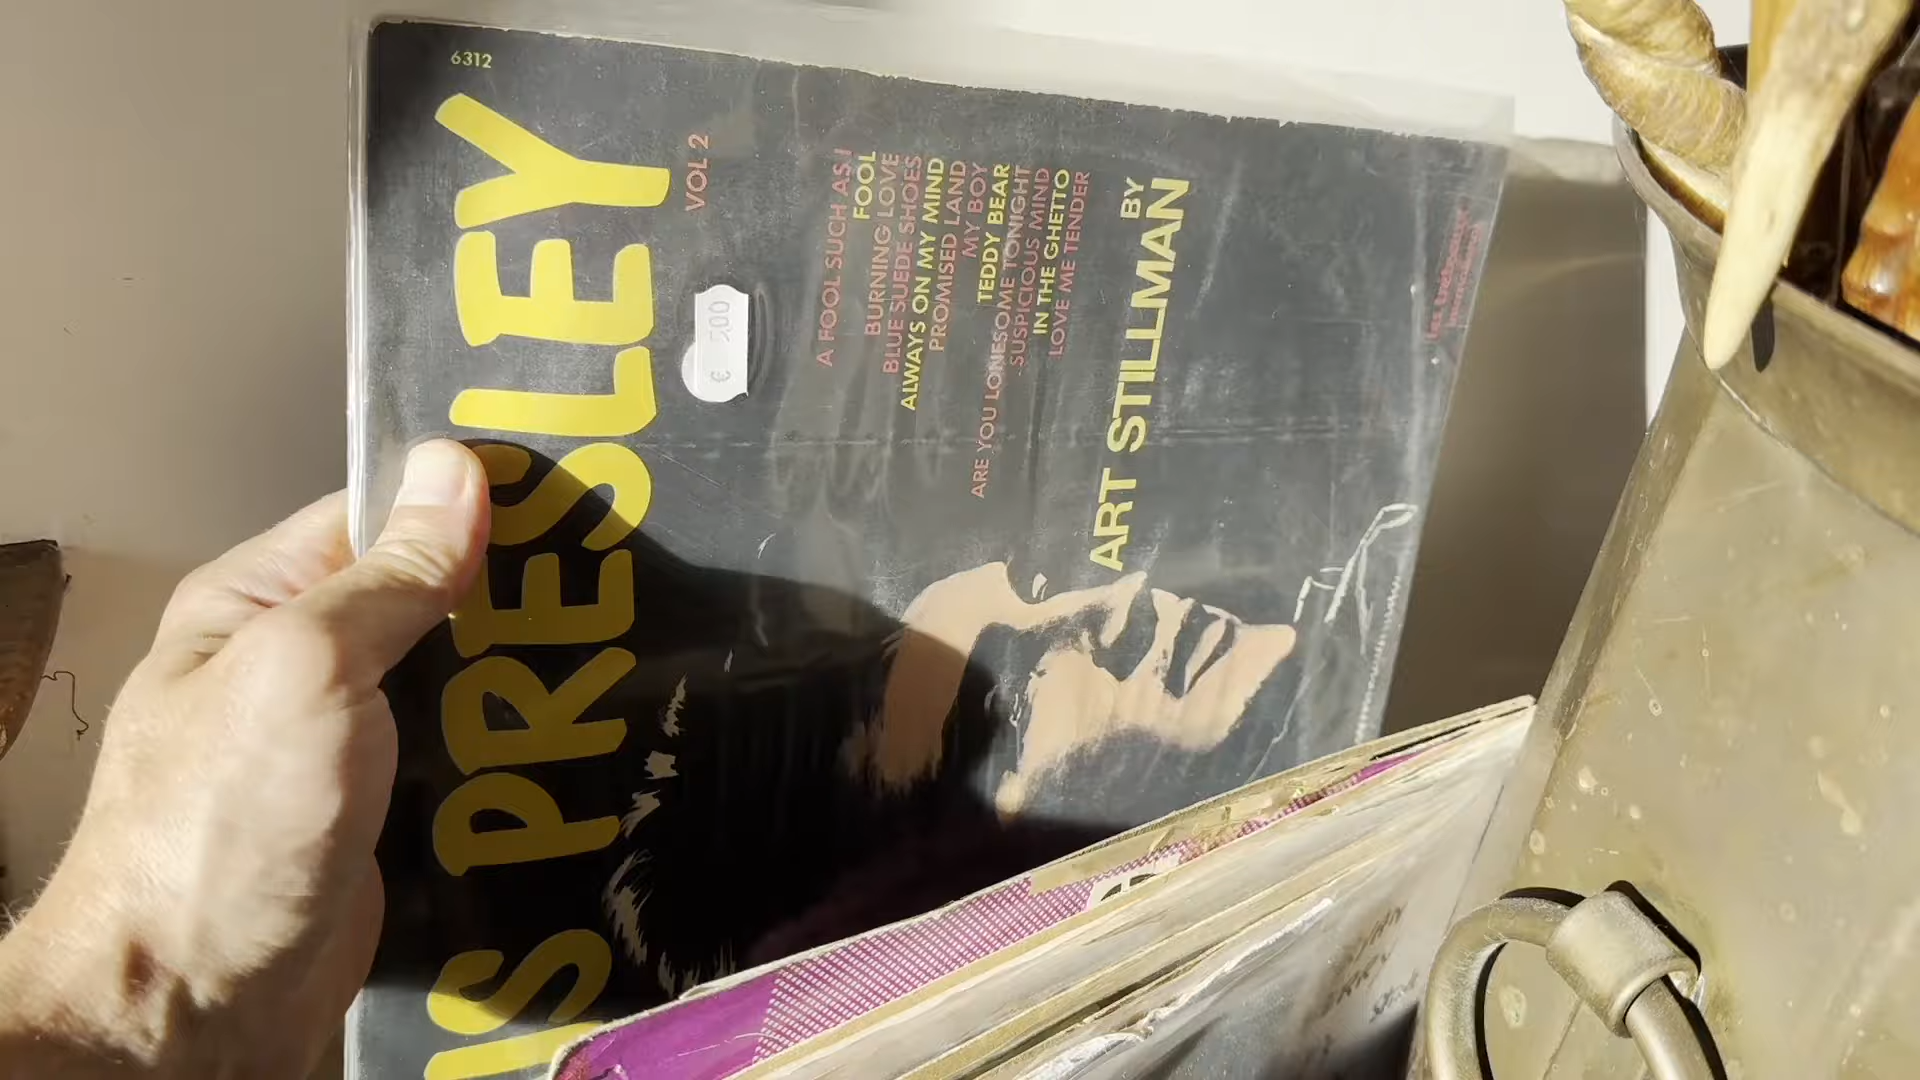 6312
IS PRESLEY
VOL 2
€ 5,00
A FOOL SUCH AS I
FOOL
BURNING LOVE
BLUE SUEDE SHOES
ALWAYS ON MY MIND
PROMISED LAND
MY BOY
TEDDY BEAR
ARE YOU LONESOME TONIGHT
SUSPICIOUS MIND
IN THE GHETTO
LOVE ME TENDER
BY
ART STILLMAN